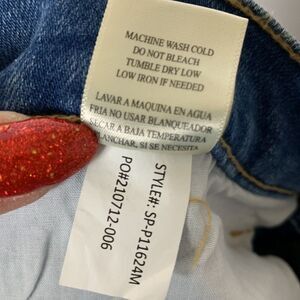 MACHINE WASH COLD
DO NOT BLEACH
TUMBLE DRY LOW
LOW IRON IF NEEDED
LAVAR A MAQUINA EN AGUA
FRIA NO USAR BLANQUEADOR
SECAR A BAJA TEMPERATURA
PLANCHAR, SI SE NECESITA
STYLE#: SP-P11624M
PO#210712-006